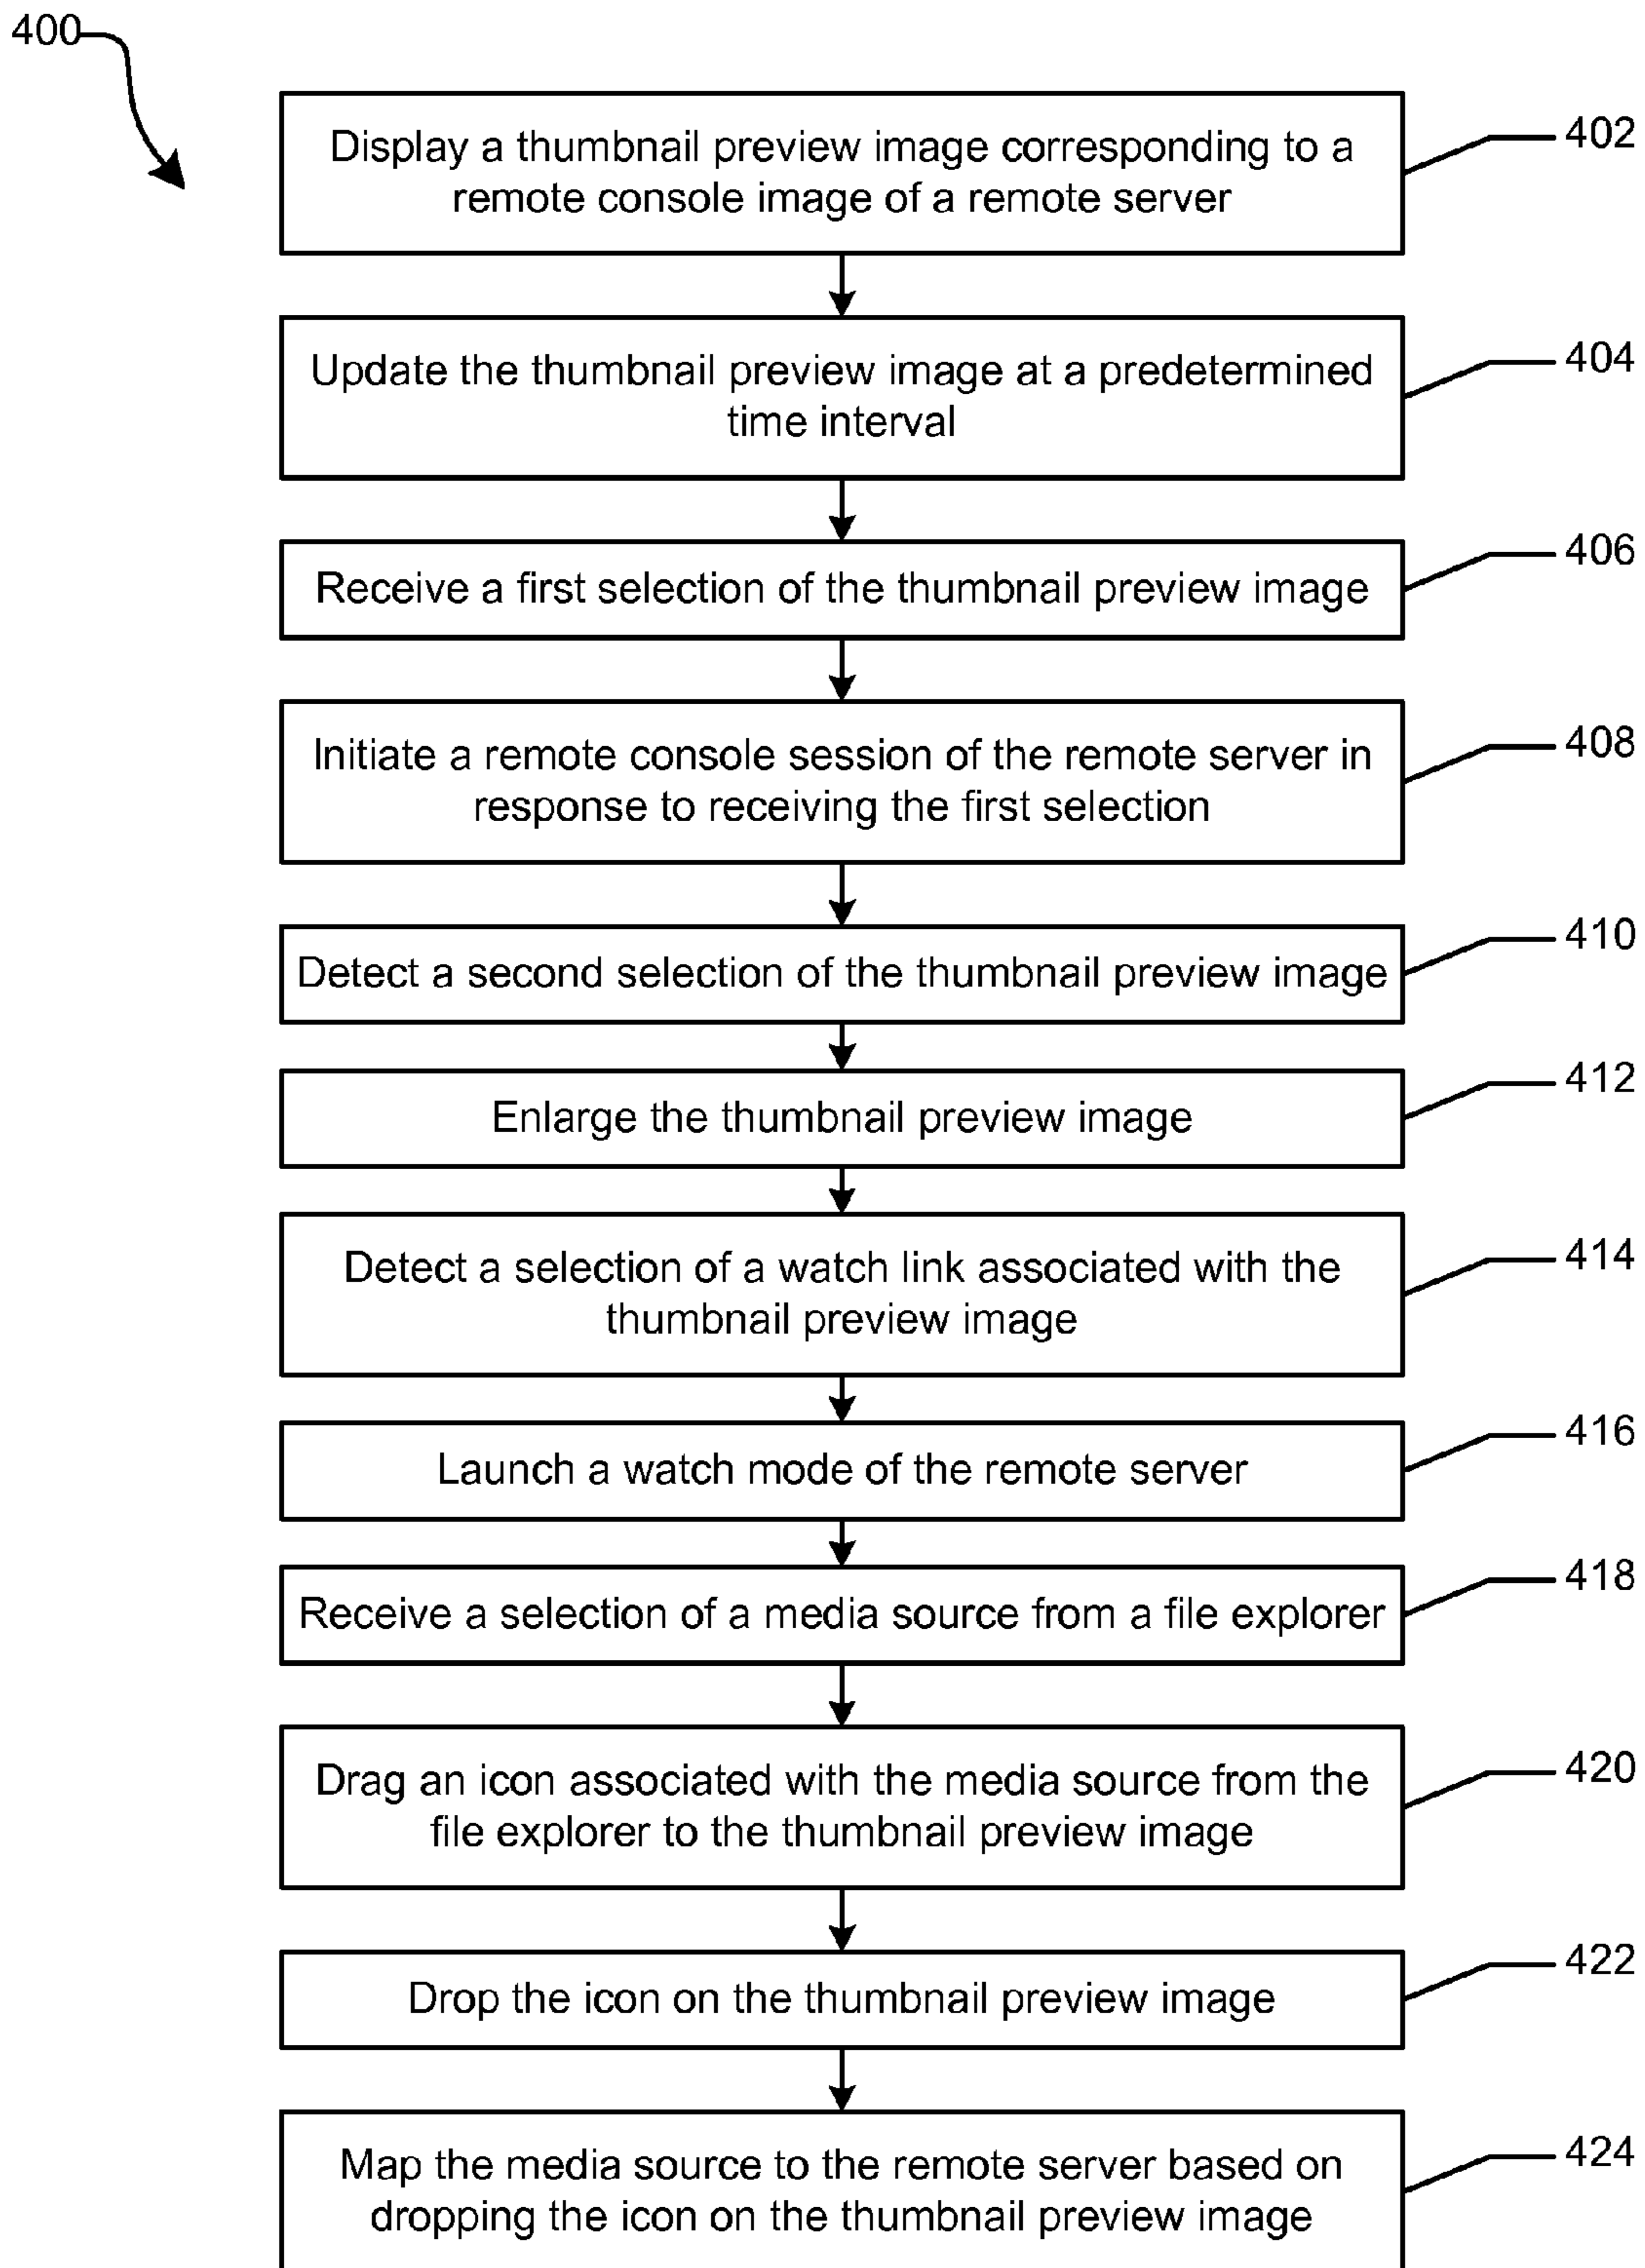 400
Display a thumbnail preview image corresponding to a
remote console image of a remote server
402
Update the thumbnail preview image at a predetermined
time interval
404
Receive a first selection of the thumbnail preview image
406
Initiate a remote console session of the remote server in
response to receiving the first selection
408
Detect a second selection of the thumbnail preview image
410
Enlarge the thumbnail preview image
412
Detect a selection of a watch link associated with the
thumbnail preview image
414
Launch a watch mode of the remote server
416
Receive a selection of a media source from a file explorer
418
Drag an icon associated with the media source from the
file explorer to the thumbnail preview image
420
Drop the icon on the thumbnail preview image
422
Map the media source to the remote server based on
dropping the icon on the thumbnail preview image
424